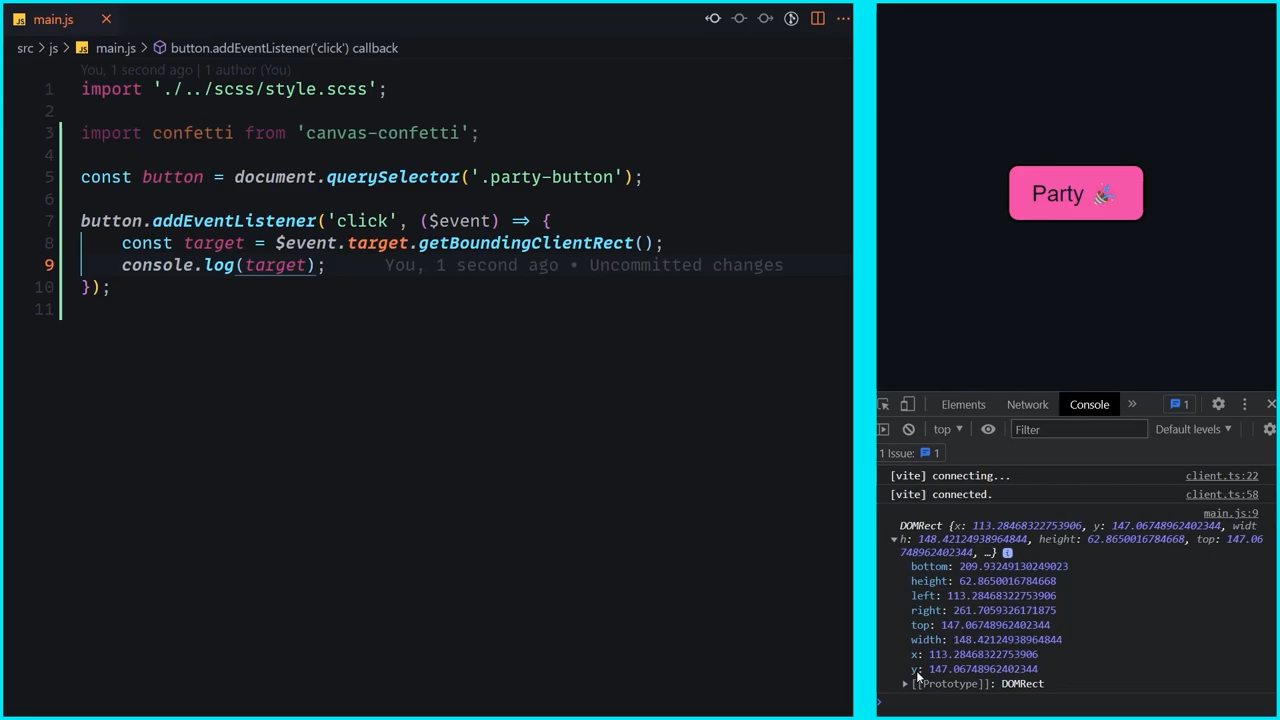 JS main.js ×
src > js > JS main.js > button.addEventListener('click') callback
You, 1 second ago | 1 author (You)
1 import './../scss/style.scss';
2
3 import confetti from 'canvas-confetti';
4
5 const button = document.querySelector('.party-button');
6
7 button.addEventListener('click', ($event) => {
8 const target = $event.target.getBoundingClientRect();
9 console.log(target); You, 1 second ago • Uncommitted changes
10 });
11
Party 🎉
Elements Network Console » 1
top Filter Default levels
1 Issue: 1
[vite] connecting... client.ts:22
[vite] connected. client.ts:58
main.js:9
DOMRect {x: 113.28468322753906, y: 147.06748962402344, widt
h: 148.42124938964844, height: 62.8650016784668, top: 147.06
748962402344, …}
bottom: 209.93249130249023
height: 62.8650016784668
left: 113.28468322753906
right: 261.7059326171875
top: 147.06748962402344
width: 148.42124938964844
x: 113.28468322753906
y: 147.06748962402344
[[Prototype]]: DOMRect